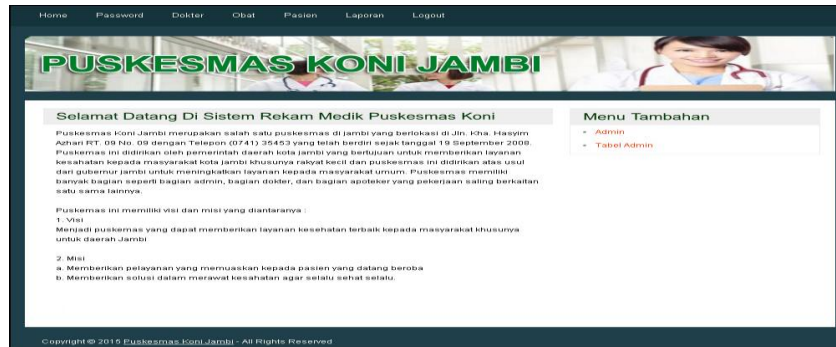 Home Password Dokter Obat Pasien Laporan Logout
PUSKESMAS KONI JAMBI
Selamat Datang Di Sistem Rekam Medik Puskesmas Koni
Puskesmas Koni Jambi merupakan salah satu puskesmas di jambi yang berlokasi di Jln. Kha. Hasyim
Azhari RT. 09 No. 09 dengan Telepon (0741) 35453 yang telah berdiri sejak tanggal 19 September 2008.
Puskemas ini didirikan oleh pemerintah daerah kota jambi yang bertujuan untuk memberikan layanan
kesahatan kepada masyarakat kota jambi khusunya rakyat kecil dan puskesmas ini didirikan atas usul
dari gubernur jambi untuk meningkatkan layanan kepada masyarakat umum. Puskesmas memiliki
banyak bagian seperti bagian admin, bagian dokter, dan bagian apoteker yang pekerjaan saling berkaitan
satu sama lainnya.
Puskemas ini memiliki visi dan misi yang diantaranya :
1. Visi
Menjadi puskemas yang dapat memberikan layanan kesehatan terbaik kepada masyarakat khusunya
untuk daerah Jambi
2. Misi
a. Memberikan pelayanan yang memuaskan kepada pasien yang datang beroba
b. Memberikan solusi dalam merawat kesahatan agar selalu sehat selalu.
Menu Tambahan
- Admin
- Tabel Admin
Copyright © 2015 Puskesmas Koni Jambi - All Rights Reserved